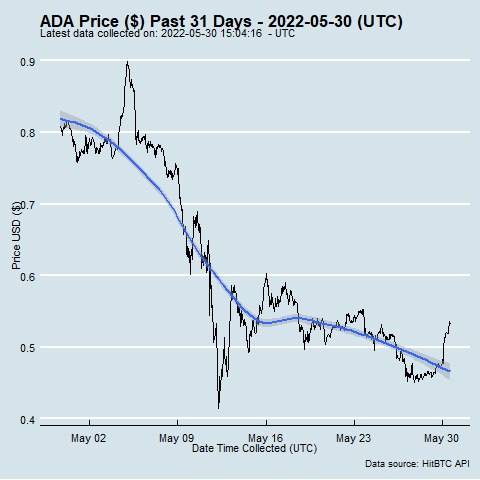 ADA Price ($) Past 31 Days - 2022-05-30 (UTC)
Latest data collected on: 2022-05-30 15:04:16 - UTC
0.9
0.8
0.7
0.6
0.5
0.4
Price USD ($)
May 02
May 09
May 16
May 23
May 30
Date Time Collected (UTC)
Data source: HitBTC API